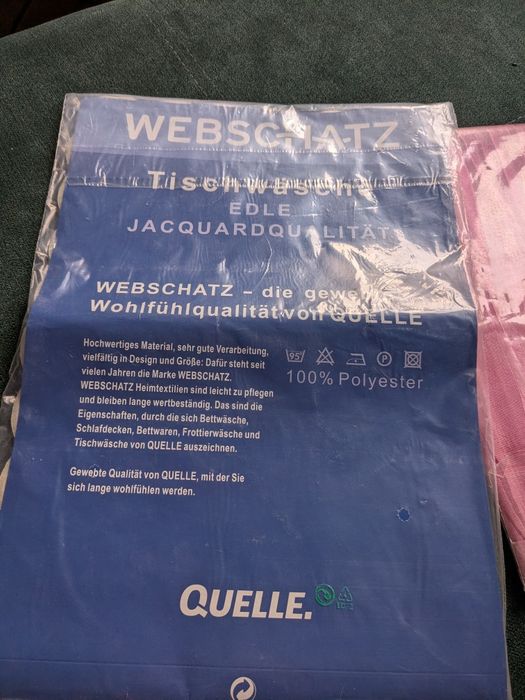 WEBSCHATZ
Tischwäsche
EDLE
JACQUARDQUALITÄT
WEBSCHATZ – die gewebte
Wohlfühlqualität von QUELLE
Hochwertiges Material, sehr gute Verarbeitung,
vielfältig in Design und Größe: Dafür steht seit
vielen Jahren die Marke WEBSCHATZ.
WEBSCHATZ Heimtextilien sind leicht zu pflegen
und bleiben lange wertbeständig. Das sind die
Eigenschaften, durch die sich Bettwäsche,
Schlafdecken, Bettwaren, Frottierwäsche und
Tischwäsche von QUELLE auszeichnen.
Gewebte Qualität von QUELLE, mit der Sie
sich lange wohlfühlen werden.
95 P
100% Polyester
QUELLE.